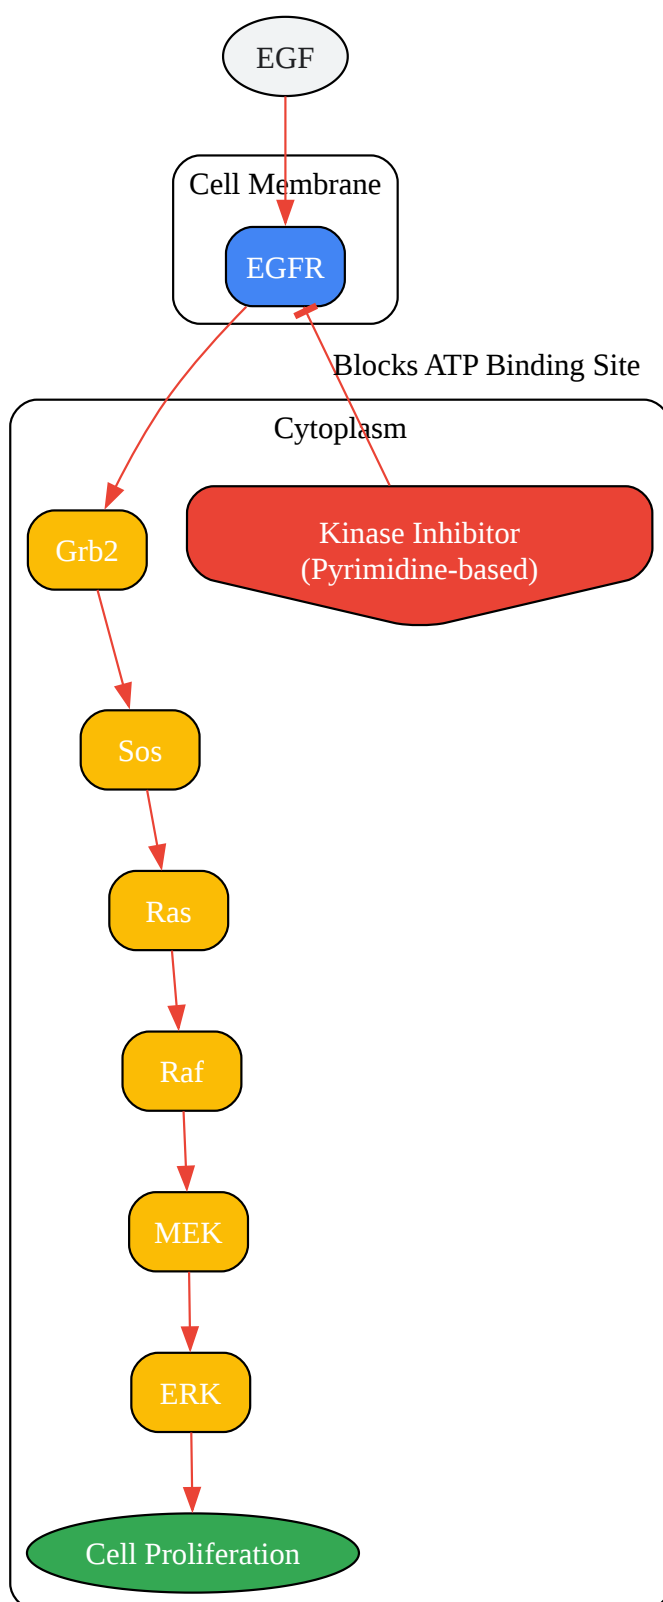 EGF
Cell Membrane
EGFR
Blocks ATP Binding Site
Cytoplasm
Kinase Inhibitor
(Pyrimidine-based)
Grb2
Sos
Ras
Raf
MEK
ERK
Cell Proliferation